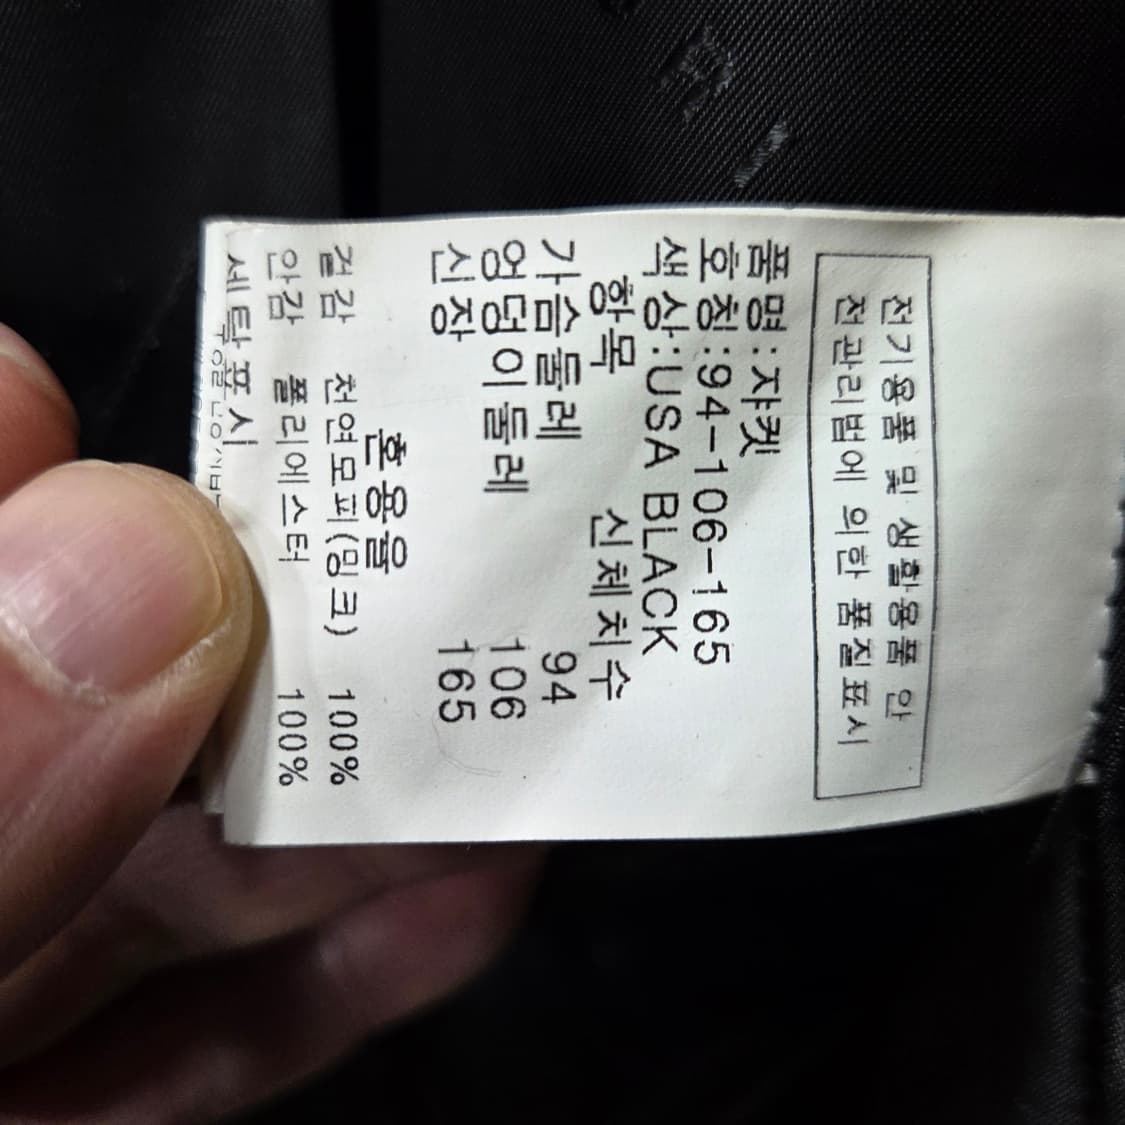 전기용품 및 생활용품 안
전관리법에 의한 품질표시
품명:자켓
호칭:94-106-165
색상:USA BLACK
항목 신체치수
가슴둘레 94
엉덩이둘레 106
신장 165
혼용율
겉감 천연모피(밍크) 100%
안감 폴리에스터 100%
세탁표시